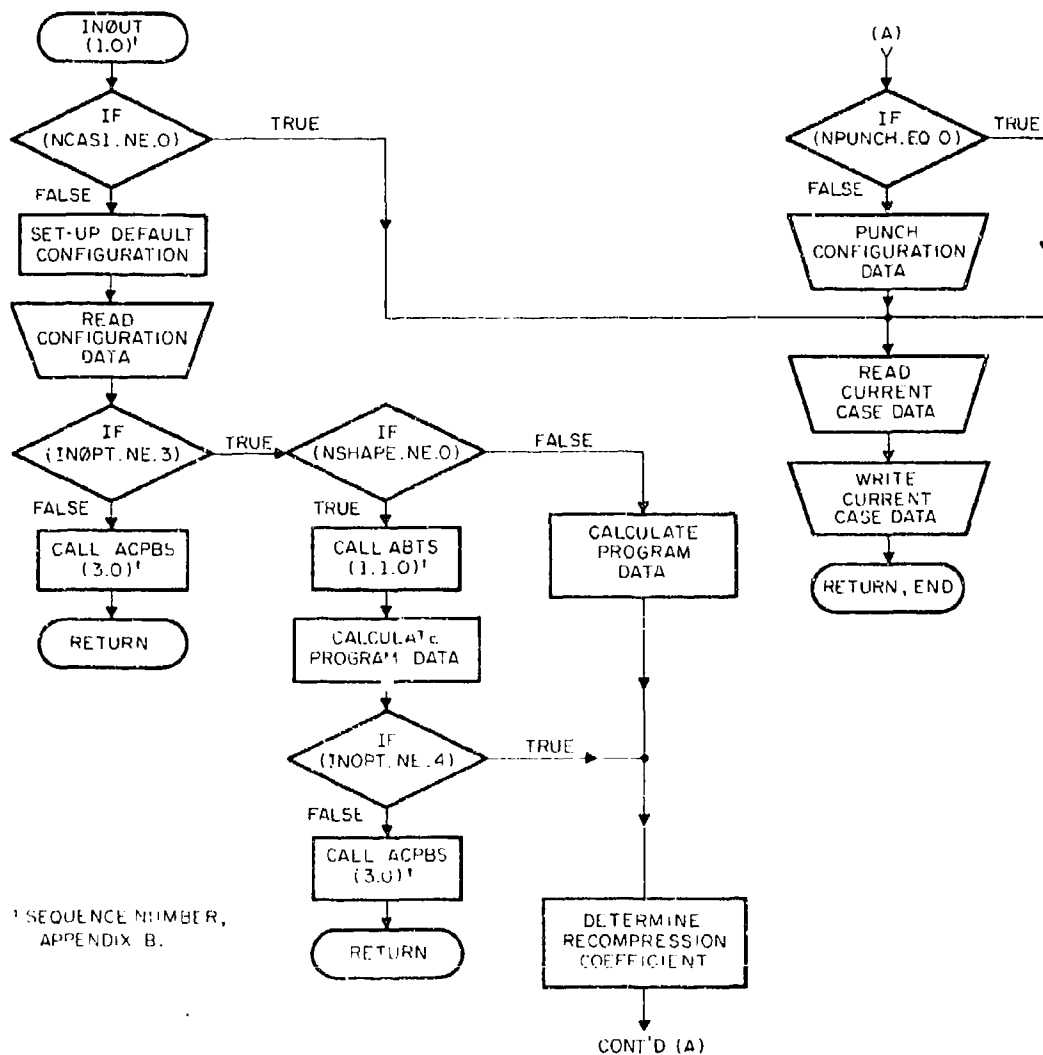 INØUT
(1.0)¹
IF
(NCAS1.NE.0)
TRUE
FALSE
SET-UP DEFAULT
CONFIGURATION
READ
CONFIGURATION
DATA
IF
(INØPT.NE.3)
TRUE
FALSE
CALL ACPBS
(3.0)¹
RETURN
IF
(NSHAPE.NE.0)
FALSE
TRUE
CALL ABTS
(1.1.0)¹
CALCULATE
PROGRAM DATA
IF
(INOPT.NE.4)
TRUE
FALSE
CALL ACPBS
(3.0)¹
RETURN
CALCULATE
PROGRAM
DATA
DETERMINE
RECOMPRESSION
COEFFICIENT
CONT'D (A)
(A)
IF
(NPUNCH.EQ 0)
TRUE
FALSE
PUNCH
CONFIGURATION
DATA
READ
CURRENT
CASE DATA
WRITE
CURRENT
CASE DATA
RETURN, END
¹ SEQUENCE NUMBER,
APPENDIX B.